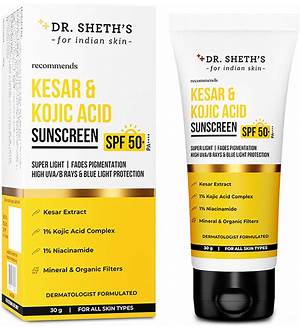 DR. SHETH'S
-for indian skin-
recommends
KESAR &
KOJIC ACID
SUNSCREEN
SPF 50+
PA++++
SUPER LIGHT | FADES PIGMENTATION
HIGH UVA/B RAYS & BLUE LIGHT PROTECTION
Kesar Extract
1% Kojic Acid Complex
1% Niacinamide
Mineral & Organic Filters
DERMATOLOGIST FORMULATED
30 g | FOR ALL SKIN TYPES
DR. SHETH'S
-for indian skin-
recommends
KESAR &
KOJIC ACID
SUNSCREEN
SPF 50+
PA++++
SUPER LIGHT | FADES PIGMENTATION
HIGH UVA/B RAYS & BLUE LIGHT PROTECTION
Kesar Extract
1% Kojic Acid Complex
1% Niacinamide
Mineral & Organic Filters
DERMATOLOGIST FORMULATED
30 g | FOR ALL SKIN TYPES